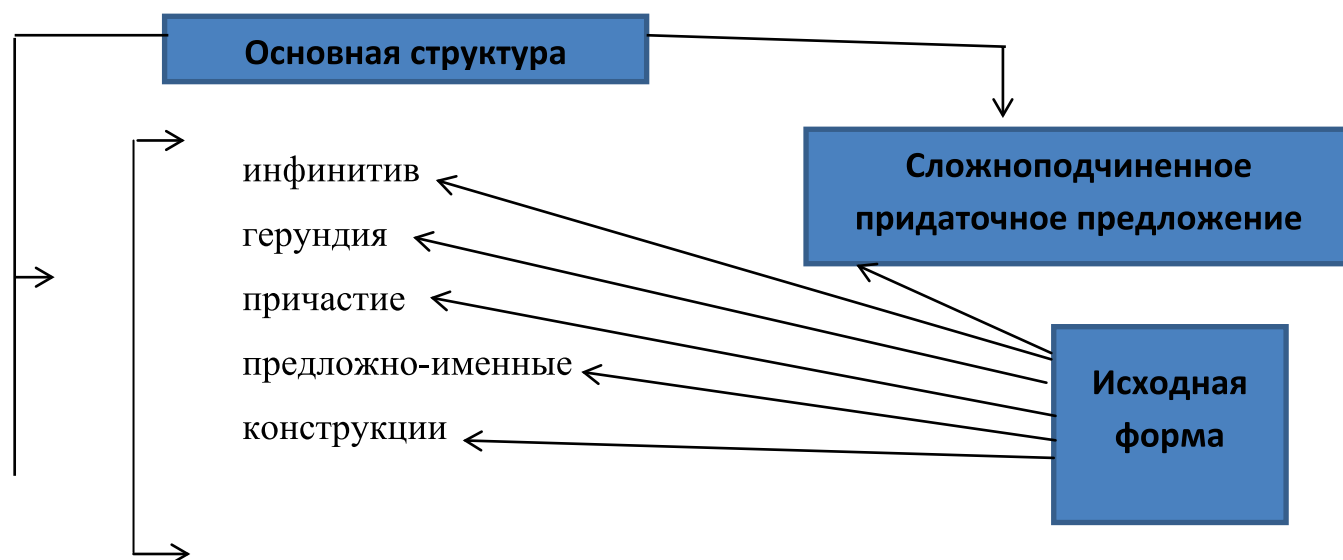 Основная структура
Сложноподчиненное
придаточное предложение
инфинитив
герундия
причастие
предложно-именные
конструкции
Исходная
форма